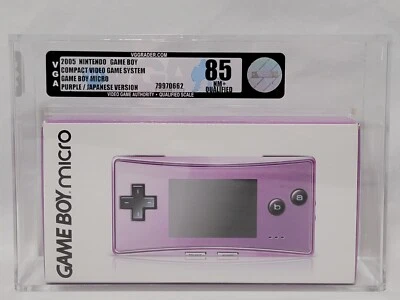 VGGRADER.COM
VGA
2005 NINTENDO GAME BOY
COMPACT VIDEO GAME SYSTEM
GAME BOY MICRO
PURPLE / JAPANESE VERSION 79970662
85
NM+
QUALIFIED
VIDEO GAME AUTHORITY • QUALIFIED SCALE
GAME BOY micro
b
a